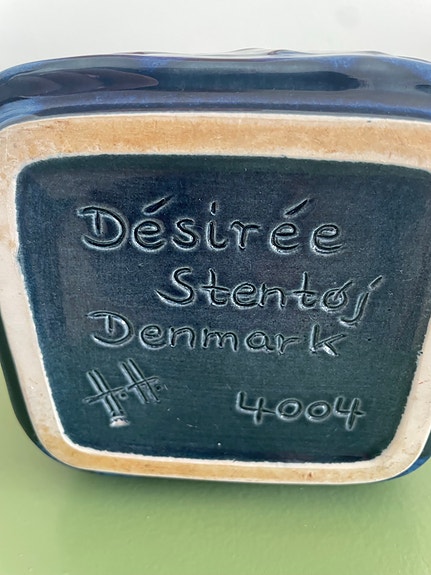 Désirée
Stentøj
Denmark
H.H. 4004